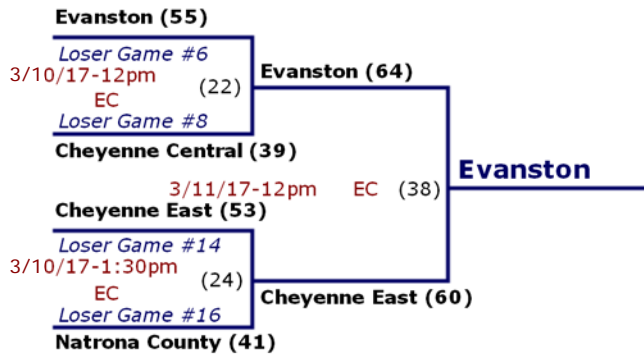 Evanston (55)
Loser Game #6
3/10/17-12pm
(22)
Evanston (64)
EC
Loser Game #8
Cheyenne Central (39)
Evanston
3/11/17-12pm EC (38)
Cheyenne East (53)
Loser Game #14
3/10/17-1:30pm
(24)
EC
Cheyenne East (60)
Loser Game #16
Natrona County (41)